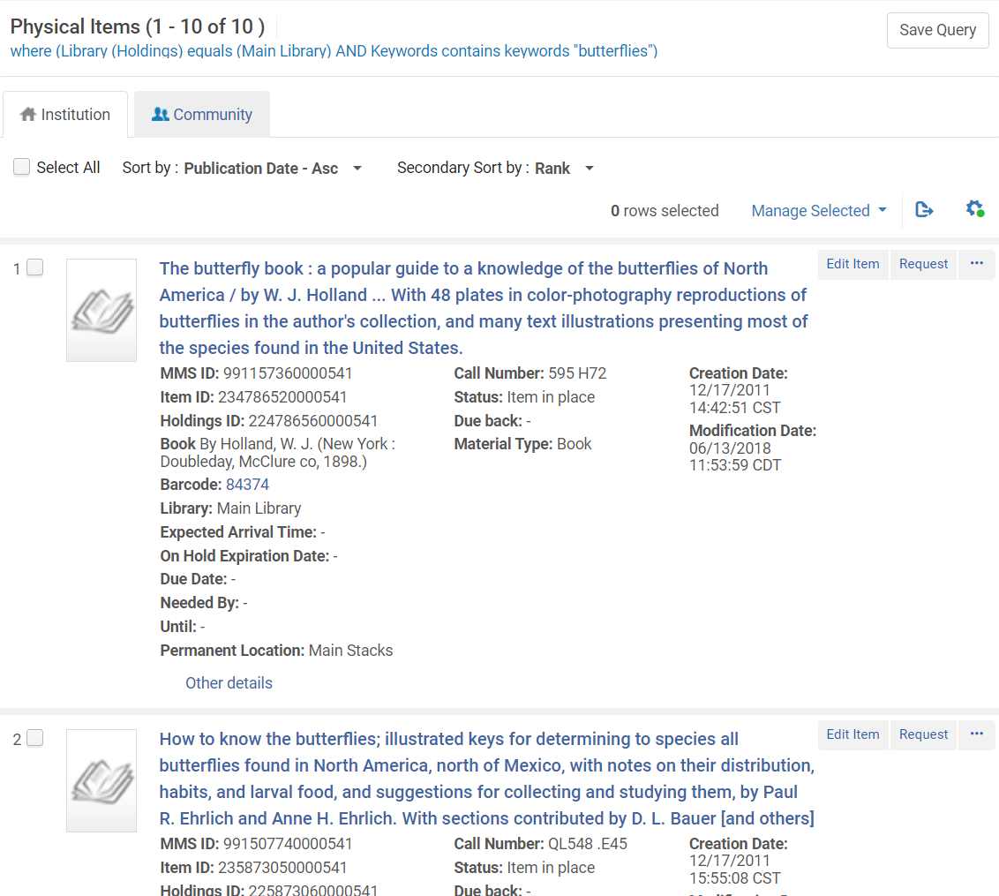 Physical Items (1 - 10 of 10 )
Save Query
where (Library (Holdings) equals (Main Library) AND Keywords contains keywords "butterflies")
Institution
Community
Select All Sort by : Publication Date - Asc Secondary Sort by : Rank
0 rows selected Manage Selected
1
The butterfly book : a popular guide to a knowledge of the butterflies of North
America / by W. J. Holland ... With 48 plates in color-photography reproductions of
butterflies in the author's collection, and many text illustrations presenting most of
the species found in the United States.
Edit Item Request ...
MMS ID: 991157360000541
Item ID: 234786520000541
Holdings ID: 224786560000541
Book By Holland, W. J. (New York :
Doubleday, McClure co, 1898.)
Barcode: 84374
Library: Main Library
Expected Arrival Time: -
On Hold Expiration Date: -
Due Date: -
Needed By: -
Until: -
Permanent Location: Main Stacks
Call Number: 595 H72
Status: Item in place
Due back: -
Material Type: Book
Creation Date:
12/17/2011
14:42:51 CST
Modification Date:
06/13/2018
11:53:59 CDT
Other details
2
How to know the butterflies; illustrated keys for determining to species all
butterflies found in North America, north of Mexico, with notes on their distribution,
habits, and larval food, and suggestions for collecting and studying them, by Paul
R. Ehrlich and Anne H. Ehrlich. With sections contributed by D. L. Bauer [and others]
Edit Item Request ...
MMS ID: 991507740000541
Item ID: 235873050000541
Holdings ID: 225873060000541
Call Number: QL548 .E45
Status: Item in place
Due back: -
Creation Date:
12/17/2011
15:55:08 CST